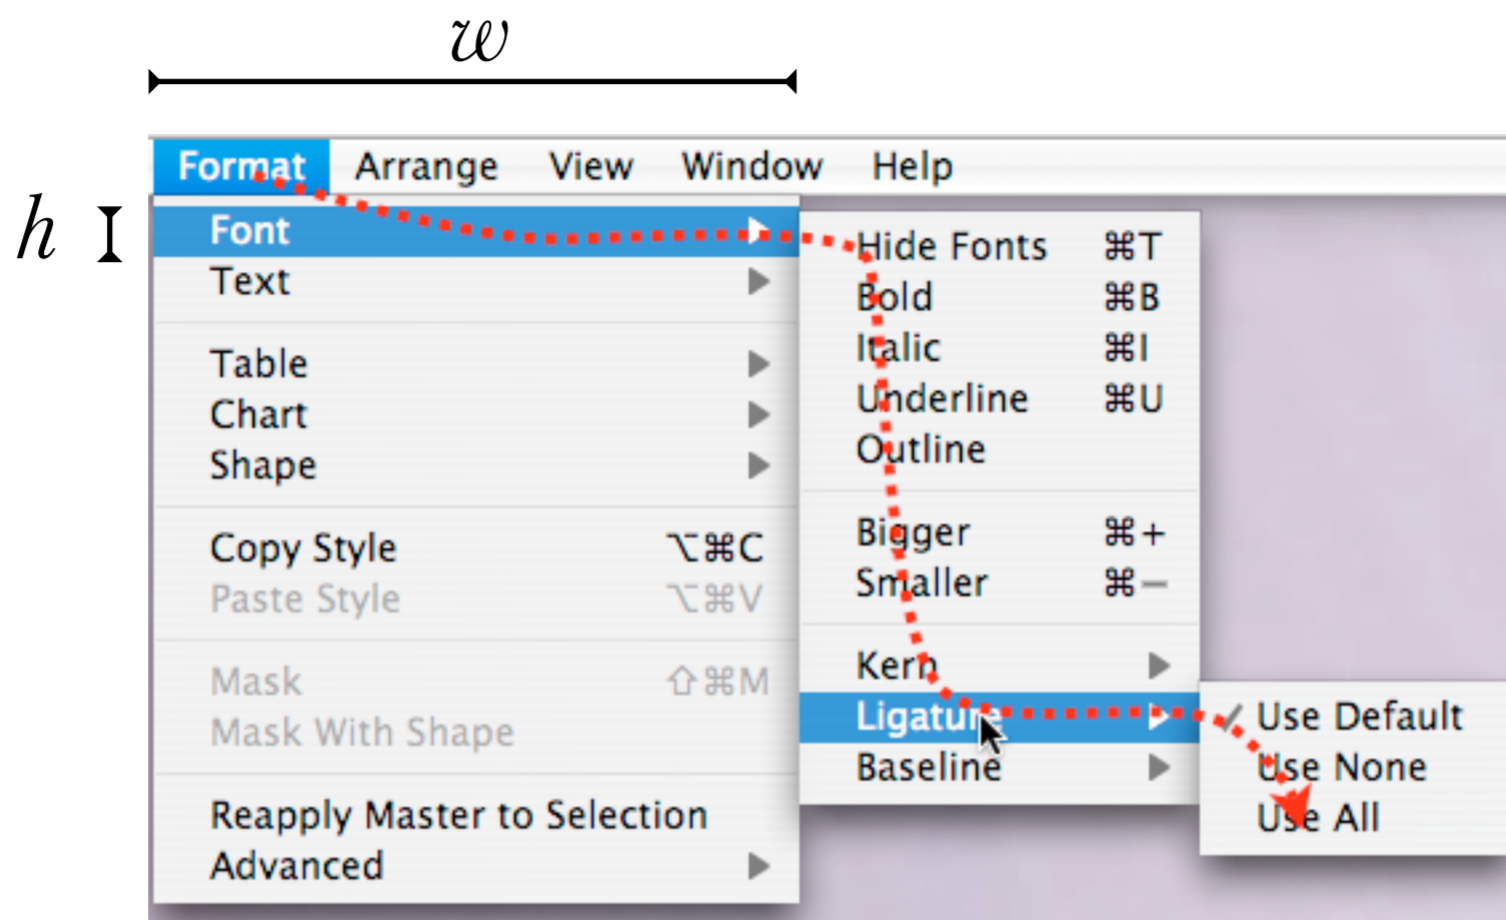 w
Format Arrange View Window Help
h
Font
Text
Table
Chart
Shape
Copy Style ⌥⌘C
Paste Style ⌥⌘V
Mask ⇧⌘M
Mask With Shape
Reapply Master to Selection
Advanced
Hide Fonts ⌘T
Bold ⌘B
Italic ⌘I
Underline ⌘U
Outline
Bigger ⌘+
Smaller ⌘−
Kern
Ligature
Baseline
✓ Use Default
Use None
Use All